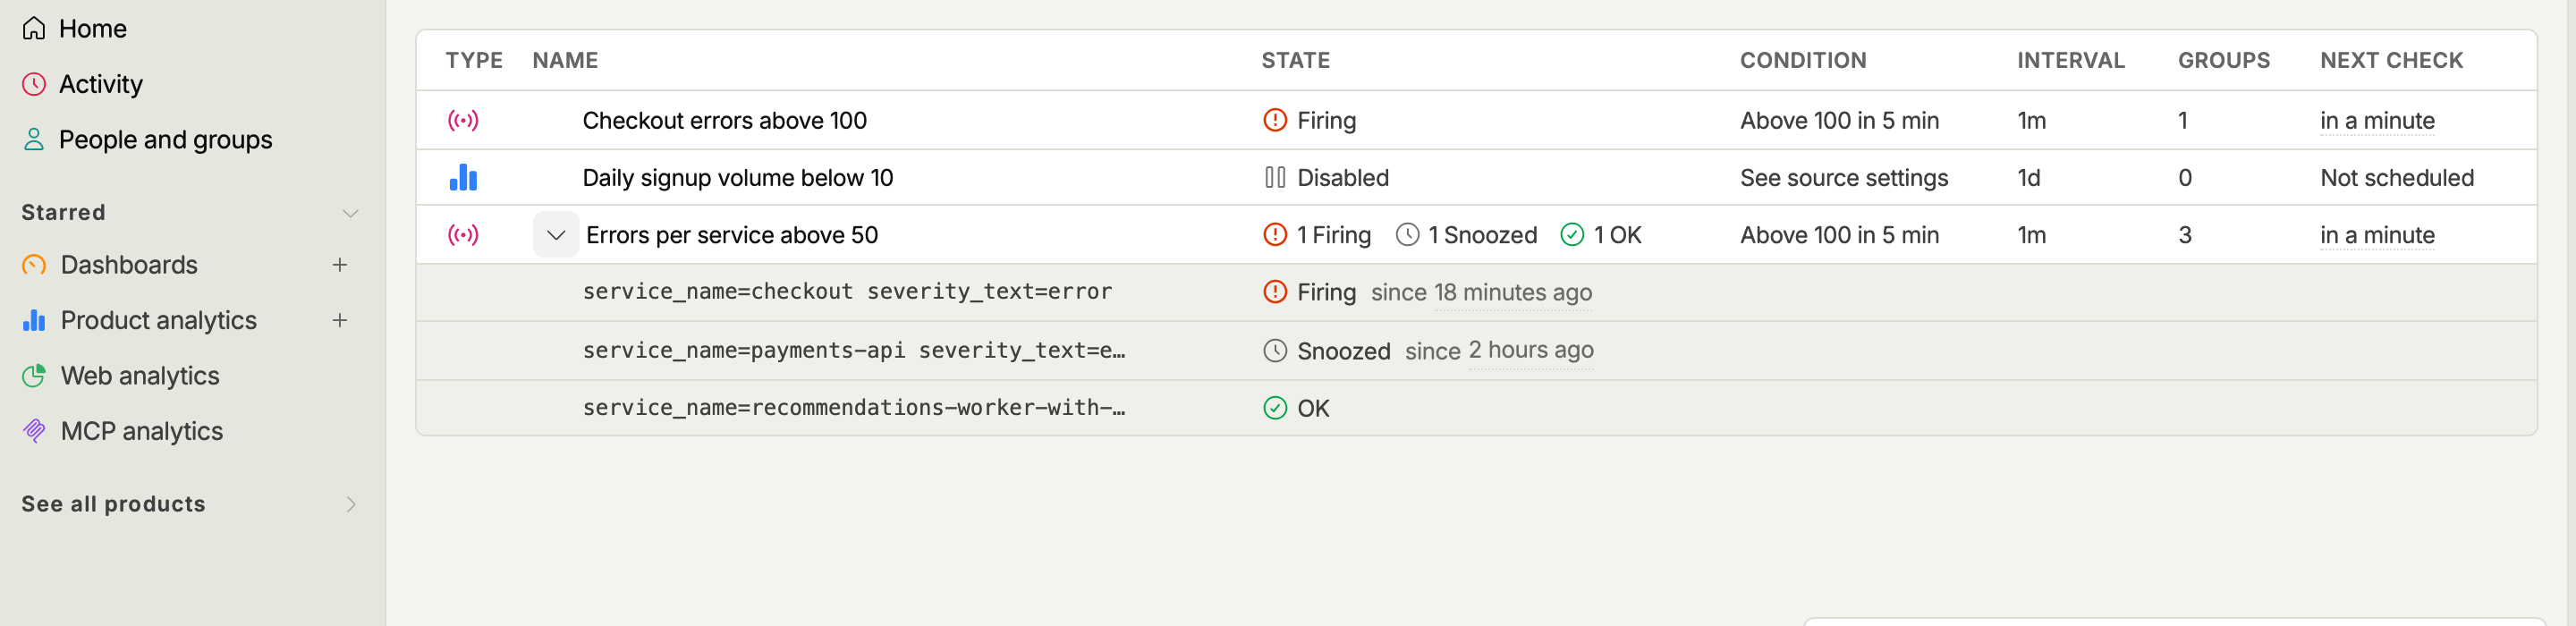 Home
Activity
People and groups
Starred
Dashboards
Product analytics
Web analytics
MCP analytics
See all products
TYPE NAME STATE CONDITION INTERVAL GROUPS NEXT CHECK
Checkout errors above 100 Firing Above 100 in 5 min 1m 1 in a minute
Daily signup volume below 10 Disabled See source settings 1d 0 Not scheduled
Errors per service above 50 1 Firing 1 Snoozed 1 OK Above 100 in 5 min 1m 3 in a minute
service_name=checkout severity_text=error Firing since 18 minutes ago
service_name=payments-api severity_text=e… Snoozed since 2 hours ago
service_name=recommendations-worker-with-… OK